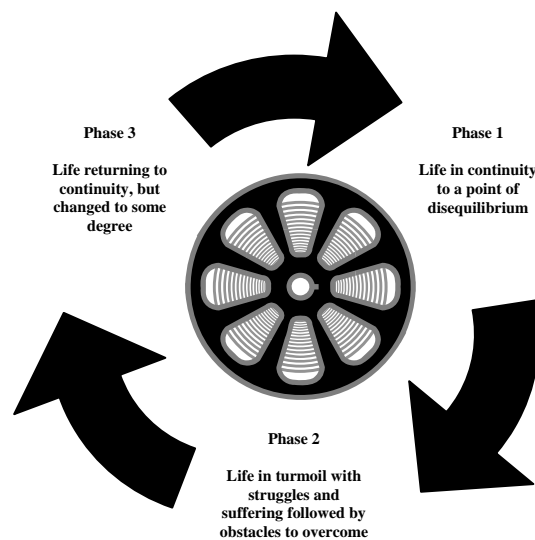 Phase 1
Life in continuity
to a point of
disequilibrium
Phase 2
Life in turmoil with
struggles and
suffering followed by
obstacles to overcome
Phase 3
Life returning to
continuity, but
changed to some
degree